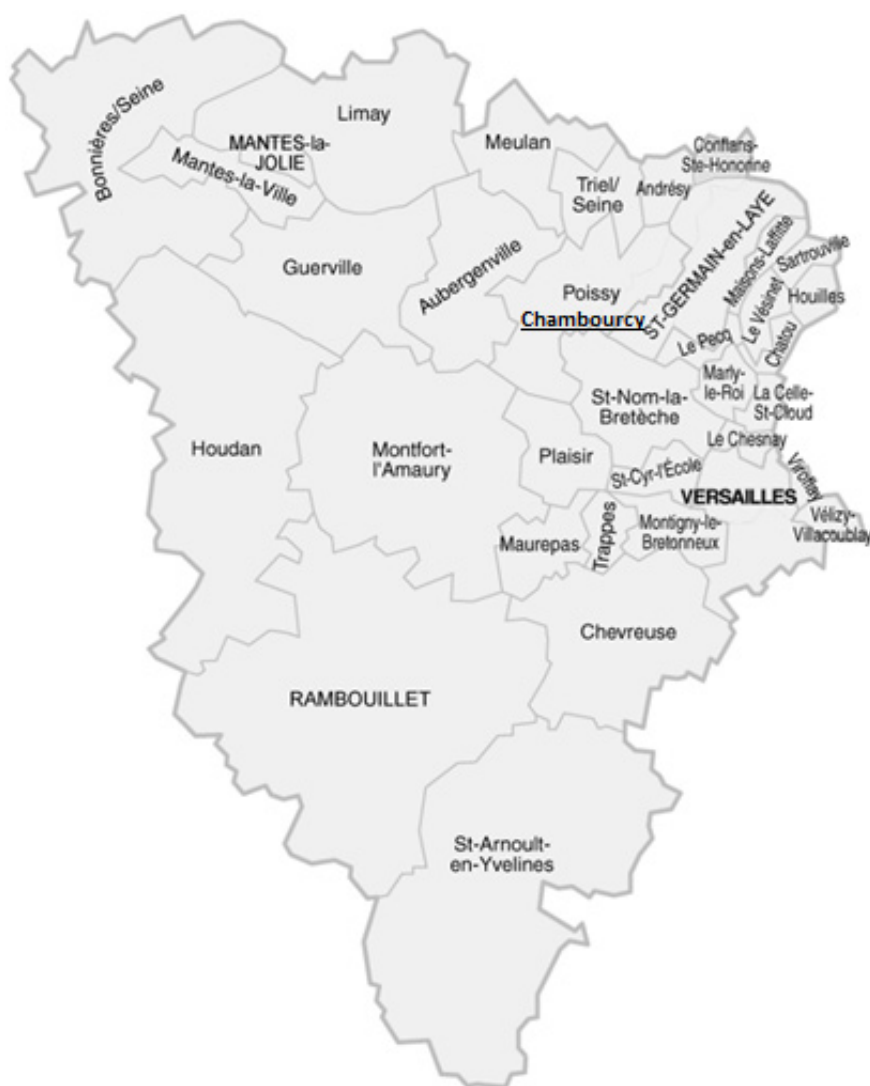 Bonnières/Seine
Limay
MANTES-la-
JOLIE
Mantes-la-Ville
Meulan
Conflans-
Ste-Honorine
Triel/
Seine
Andrésy
ST-GERMAIN-en-LAYE
Maisons-Laffitte
Sartrouville
Houilles
Le Vésinet
Chatou
Guerville
Aubergenville
Poissy
Chambourcy
Le Pecq
Marly-
le-Roi
La Celle-
St-Cloud
St-Nom-la-
Bretèche
Le Chesnay
Houdan
Montfort-
l'Amaury
Plaisir
St-Cyr-l'École
VERSAILLES
Viroflay
Vélizy-
Villacoublay
Maurepas
Trappes
Montigny-le-
Bretonneux
Chevreuse
RAMBOUILLET
St-Arnoult-
en-Yvelines